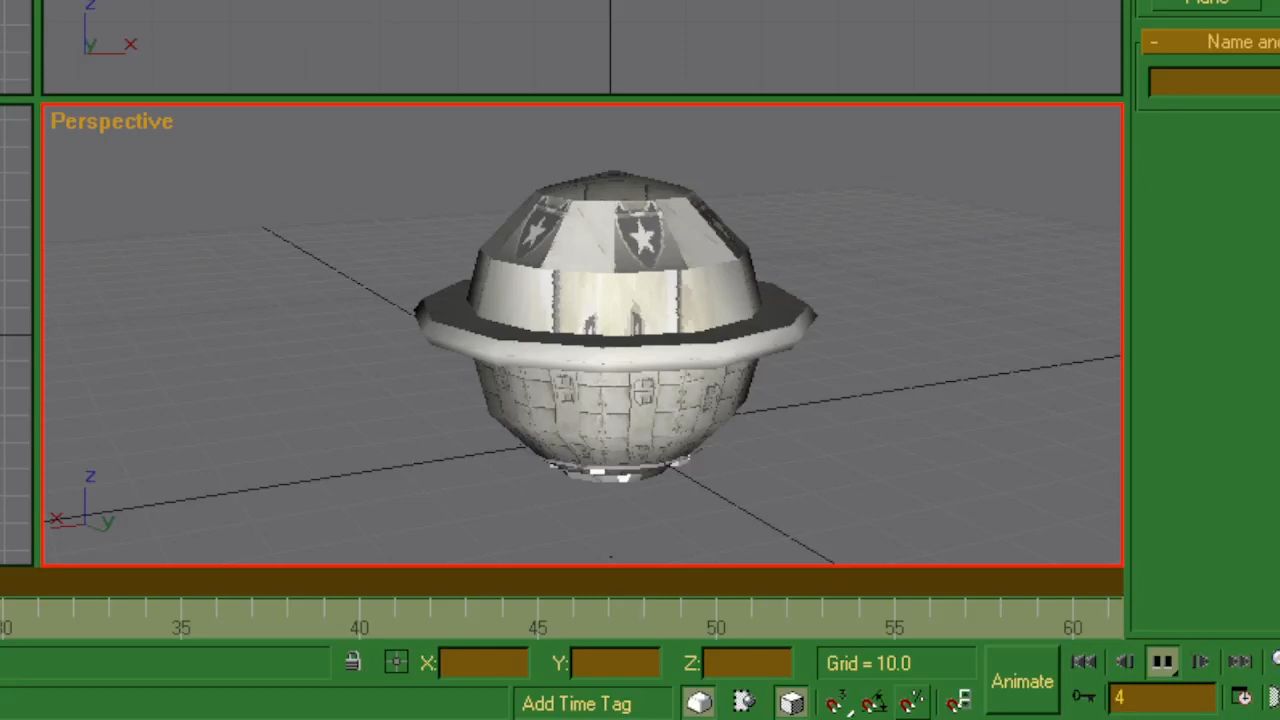 z
y x
Name an
Perspective
z
x y
35 40 45 50 55 60
X: Y: Z: Grid = 10.0
Animate
Add Time Tag
4